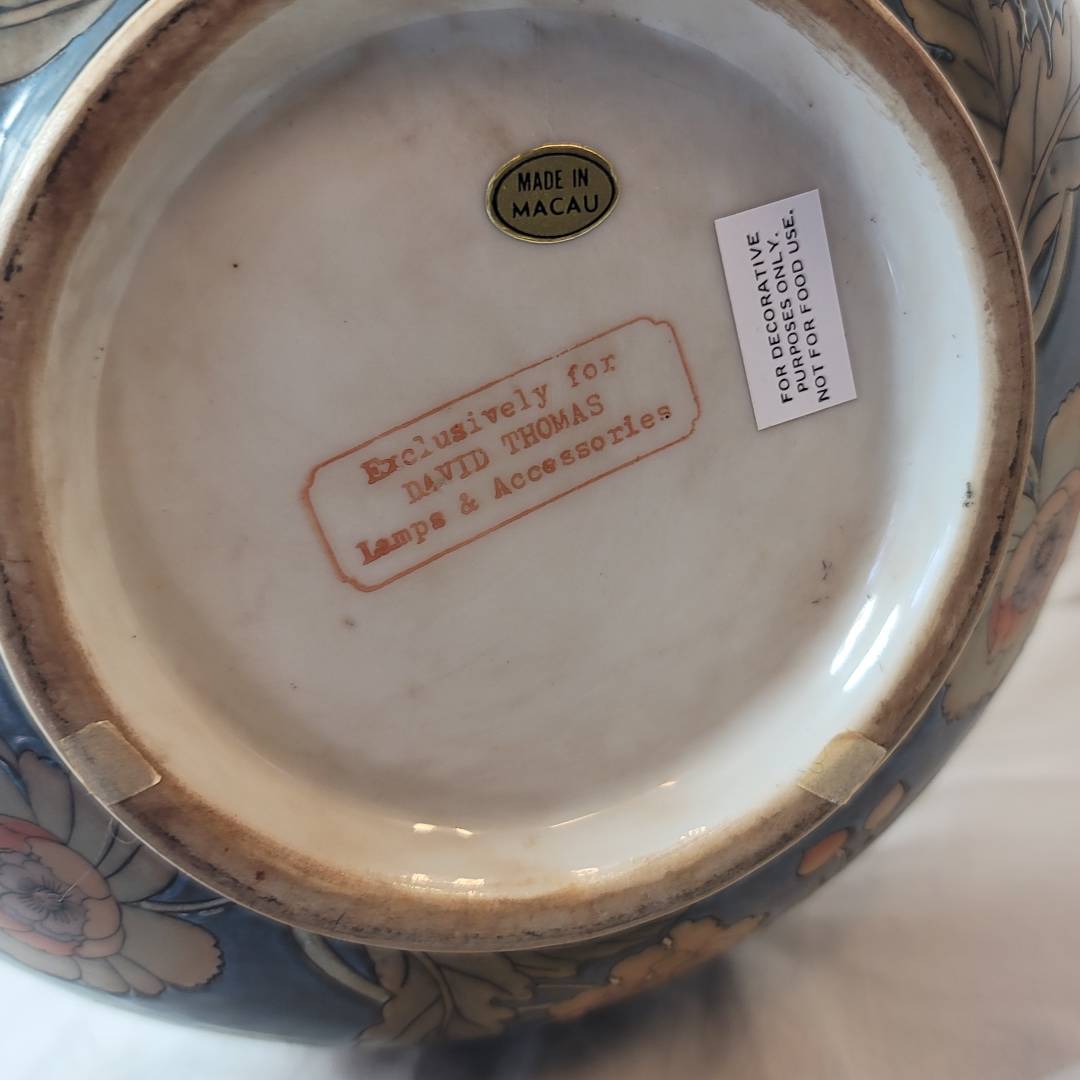 MADE IN
MACAU
FOR DECORATIVE
PURPOSES ONLY.
NOT FOR FOOD USE.
Exclusively for
DAVID THOMAS
Lamps & Accessories